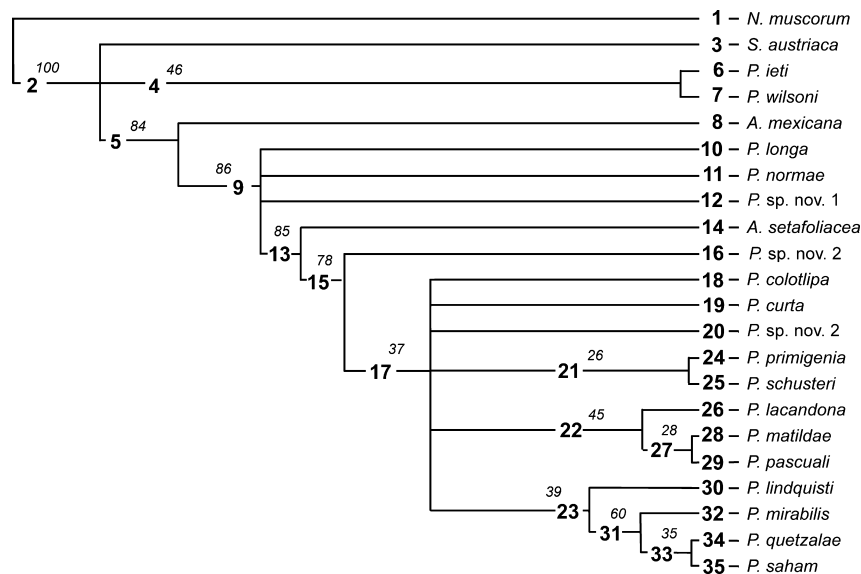 1 – N. muscorum
100
3 – S. austriaca
2
46
4
6 – P. ieti
7 – P. wilsoni
84
5
8 – A. mexicana
10 – P. longa
86
9
11 – P. normae
12 – P. sp. nov. 1
85
13
14 – A. setafoliacea
78
15
16 – P. sp. nov. 2
18 – P. colotlipa
19 – P. curta
20 – P. sp. nov. 2
37
17
26
21
24 – P. primigenia
25 – P. schusteri
45
22
26 – P. lacandona
28
27
28 – P. matildae
29 – P. pascuali
39
23
30 – P. lindquisti
60
31
32 – P. mirabilis
35
33
34 – P. quetzalae
35 – P. saham